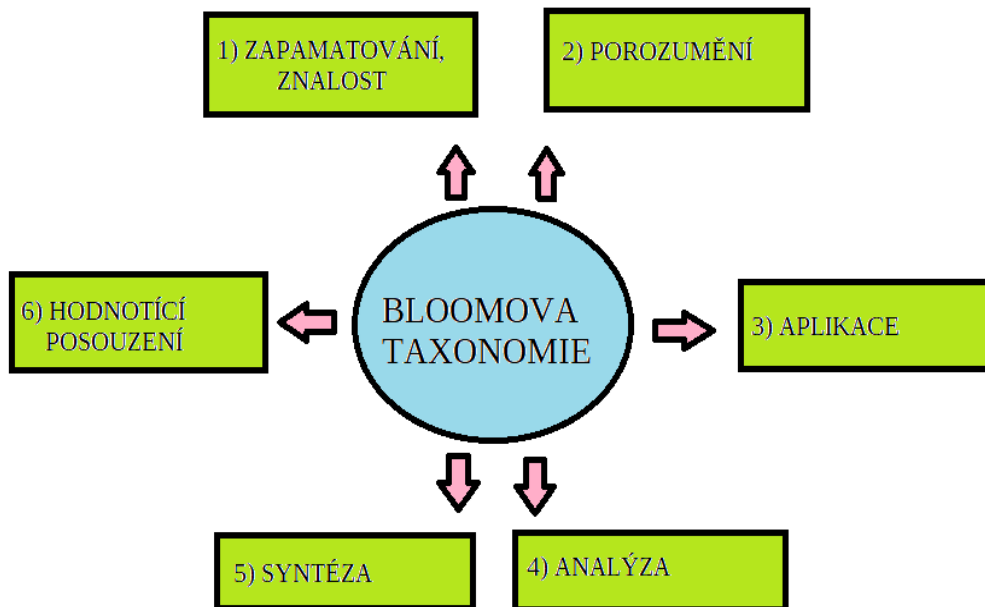 1) ZAPAMATOVÁNÍ,
ZNALOST
2) POROZUMĚNÍ
BLOOMOVA
TAXONOMIE
3) APLIKACE
4) ANALÝZA
5) SYNTÉZA
6) HODNOTÍCÍ
POSOUZENÍ